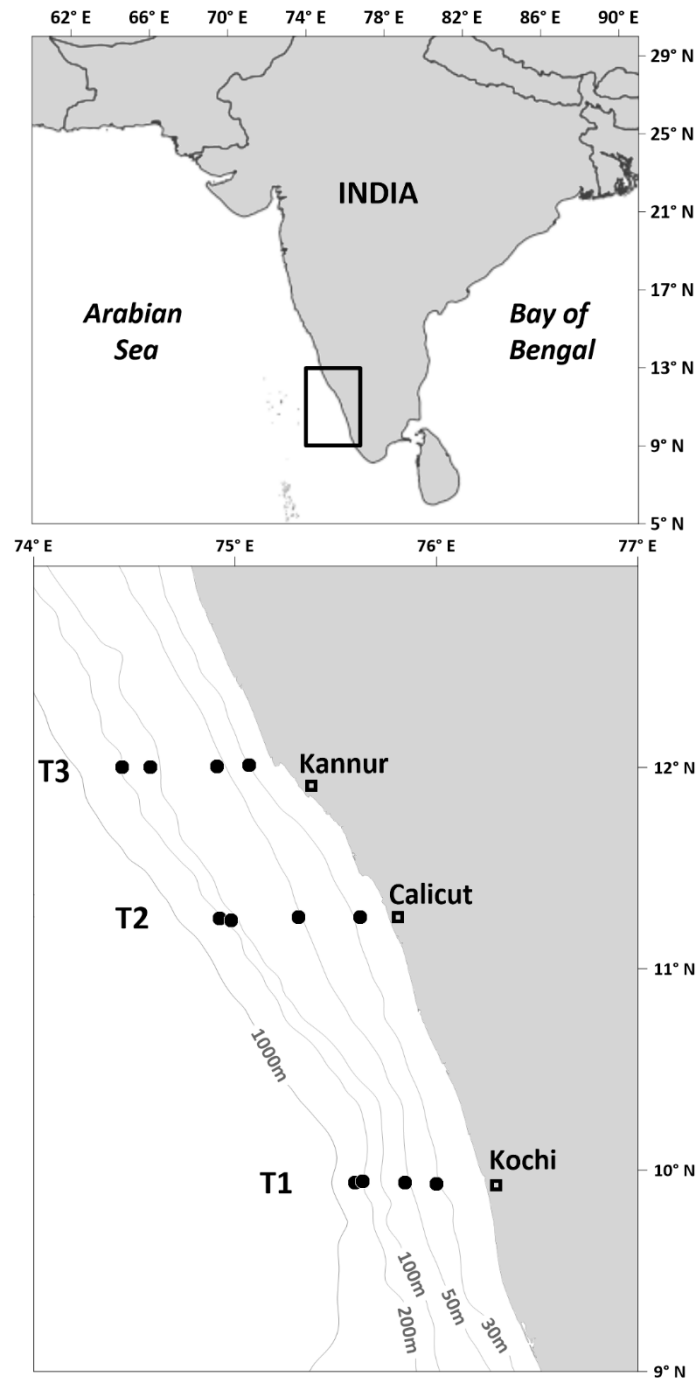 62° E 66° E 70° E 74° E 78° E 82° E 86° E 90° E
29° N
25° N
INDIA
21° N
17° N
Arabian
Sea
Bay of
Bengal
13° N
9° N
5° N
74° E 75° E 76° E 77° E
Kannur
T3
12° N
Calicut
T2
11° N
1000m
Kochi
10° N
T1
100m
50m
30m
200m
9° N